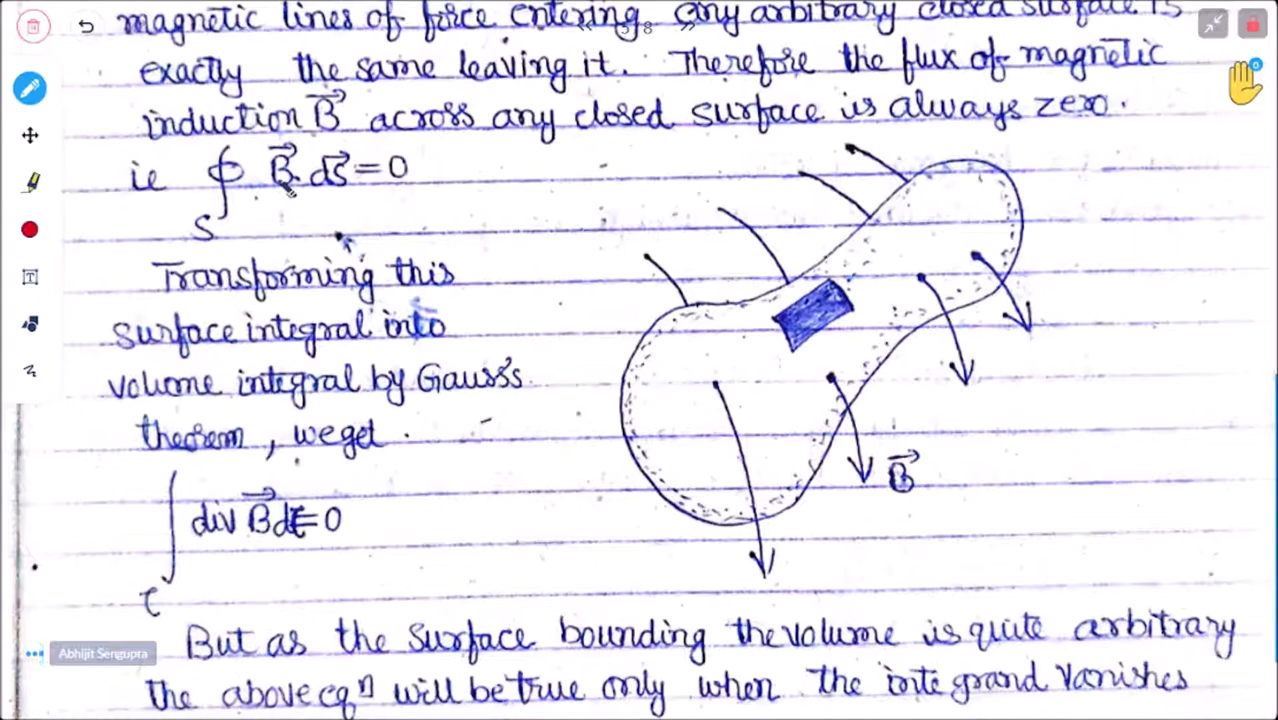 magnetic lines of force entering any arbitrary closed surface is
exactly the same leaving it. Therefore the flux of magnetic
induction B⃗ across any closed surface is always zero.
ie ∮ B⃗. ds⃗ = 0
S
Transforming this
surface integral into
volume integral by Gauss's
theorem, we get.
B⃗
∫ div B⃗ dτ = 0
τ
But as the surface bounding the volume is quite arbitrary
Abhijit Sengupta
the above eqⁿ will be true only when the integrand vanishes